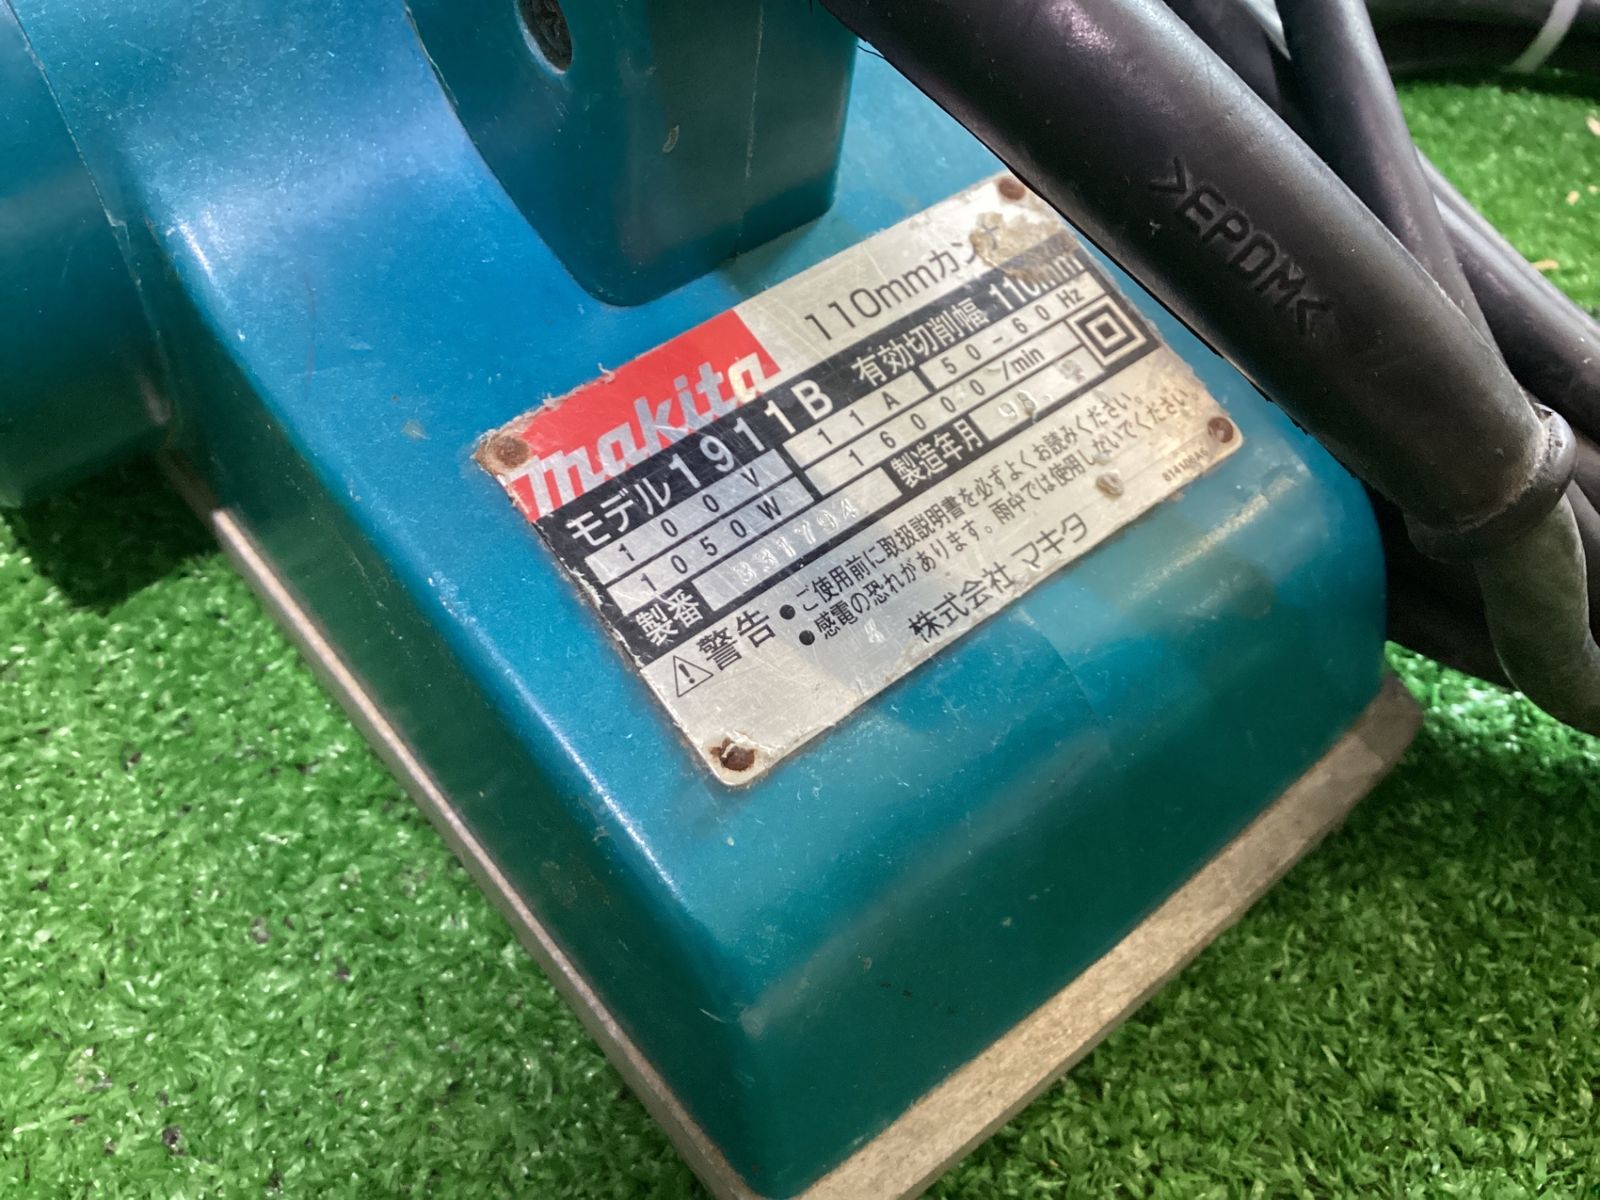 >EPDM<
makita
110mmカンナ
モデル1911B
有効切削幅 110mm
100V
11A
50-60Hz
1050W
16000/min
製番
831794
製造年月
98.
警告
●ご使用前に取扱説明書を必ずよくお読みください。
●感電の恐れがあります。雨中では使用しないでください。
株式会社 マキタ